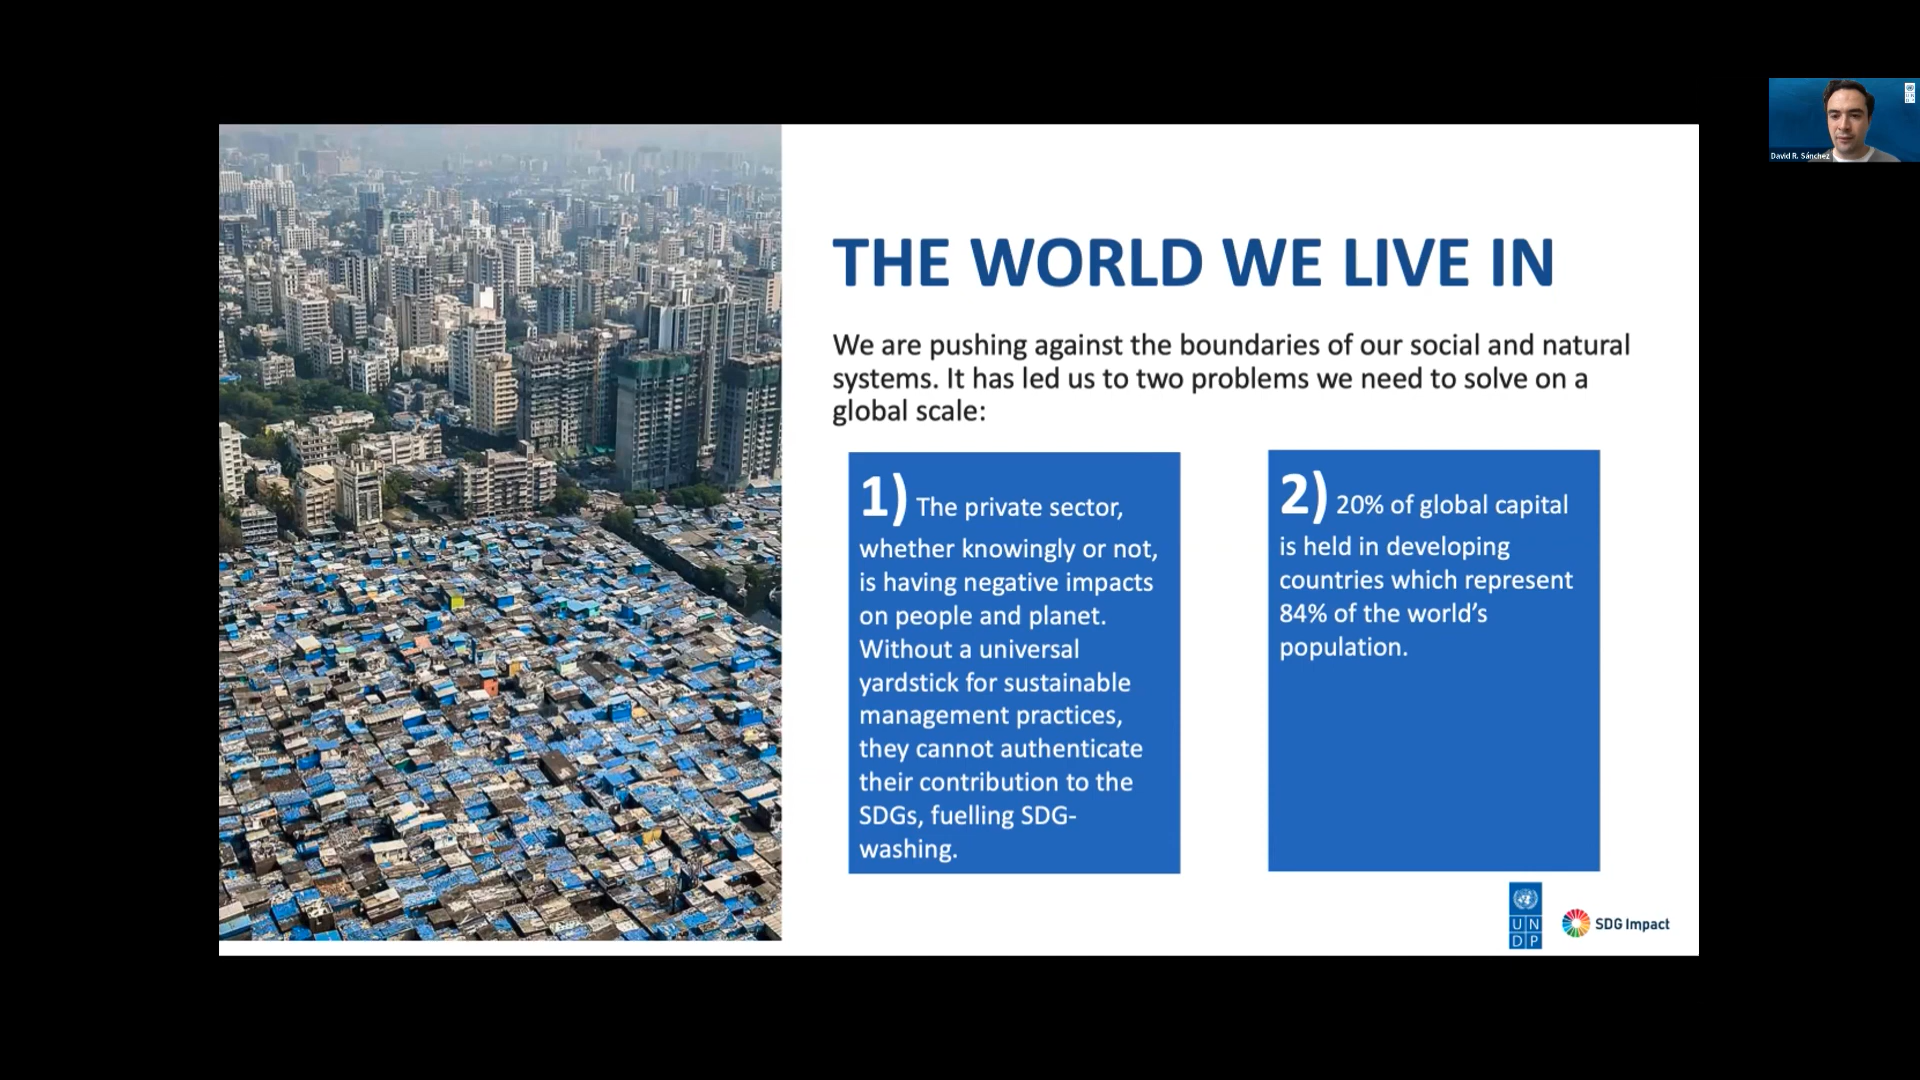 David R. Sánchez
THE WORLD WE LIVE IN
We are pushing against the boundaries of our social and natural
systems. It has led us to two problems we need to solve on a
global scale:
1) The private sector,
whether knowingly or not,
is having negative impacts
on people and planet.
Without a universal
yardstick for sustainable
management practices,
they cannot authenticate
their contribution to the
SDGs, fuelling SDG-
washing.
2) 20% of global capital
is held in developing
countries which represent
84% of the world's
population.
U N
D P
SDG Impact